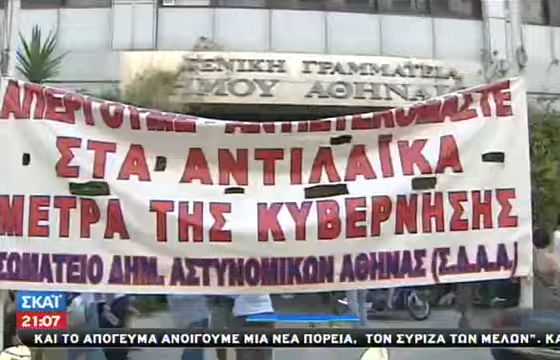 ΓΕΝΙΚΗ ΓΡΑΜΜΑΤΕΙΑ
ΔΗΜΟΥ ΑΘΗΝΑΙ
ΑΠΕΡΓΟΥΜΕ - ΑΝΤΙΣΤΕΚΟΜΑΣΤΕ
ΣΤΑ ΑΝΤΙΛΑΪΚΑ
ΜΕΤΡΑ ΤΗΣ ΚΥΒΕΡΝΗΣΗΣ
ΣΩΜΑΤΕΙΟ ΔΗΜ. ΑΣΤΥΝΟΜΙΚΩΝ ΑΘΗΝΑΣ (Σ.Δ.Α.Α.)
ΣΚΑΪ
21:07
ΚΑΙ ΤΟ ΑΠΟΓΕΥΜΑ ΑΝΟΙΓΟΥΜΕ ΜΙΑ ΝΕΑ ΠΟΡΕΙΑ, ΤΟΝ ΣΥΡΙΖΑ ΤΩΝ ΜΕΛΩΝ". Κ